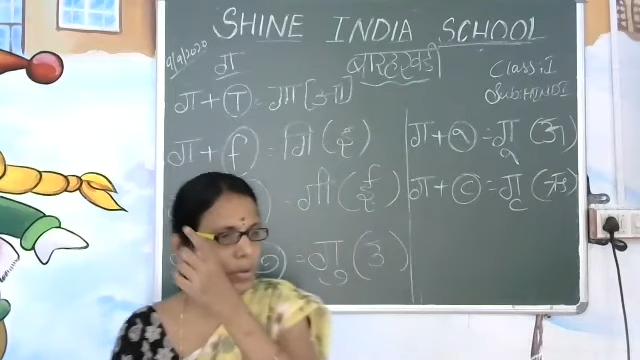 SHINE INDIA SCHOOL
9/9/2020
ग
बारहखडी
Class:I
Sub:HINDI
ग + ा = गा [आ]
ग + ि = गि (इ)
= गी (ई)
ु = गु (उ)
ग + ू = गू (ऊ)
ग + ृ = गृ (ऋ)